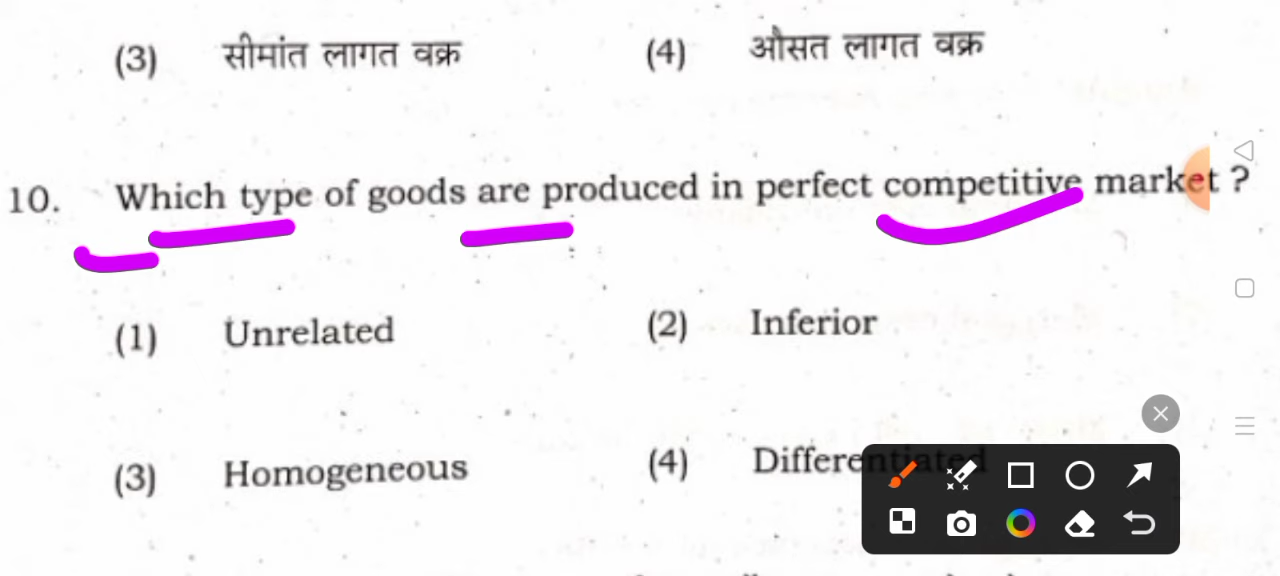 (3) सीमांत लागत वक्र (4) औसत लागत वक्र
10. Which type of goods are produced in perfect competitive market ?
(1) Unrelated (2) Inferior
(3) Homogeneous (4) Differentiated